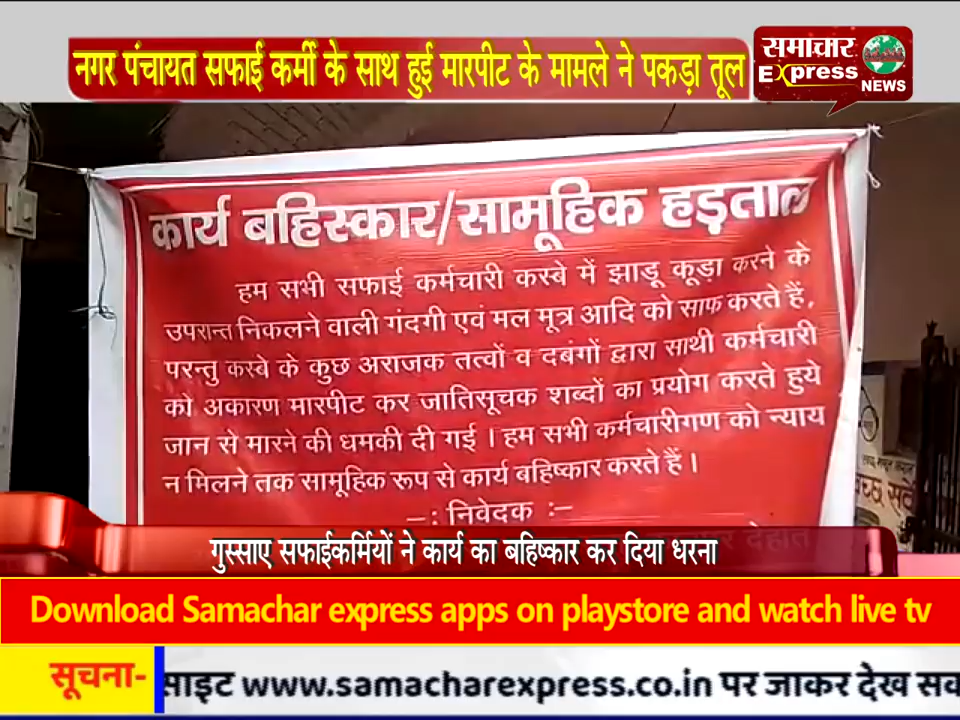 नगर पंचायत सफाई कर्मी के साथ हुई मारपीट के मामले ने पकड़ा तूल
समाचार
Express
NEWS
कार्य बहिस्कार/सामूहिक हड़ताल
हम सभी सफाई कर्मचारी कस्बे में झाडू कूड़ा करने के
उपरान्त निकलने वाली गंदगी एवं मल मूत्र आदि को साफ करते हैं,
परन्तु कस्बे के कुछ अराजक तत्वों व दबंगों द्वारा साथी कर्मचारी
को अकारण मारपीट कर जातिसूचक शब्दों का प्रयोग करते हुये
जान से मारने की धमकी दी गई । हम सभी कर्मचारीगण को न्याय
न मिलने तक सामूहिक रूप से कार्य बहिष्कार करते हैं ।
–: निवेदक :–
देहात
गुस्साए सफाईकर्मियों ने कार्य का बहिष्कार कर दिया धरना
Download Samachar express apps on playstore and watch live tv
सूचना- साइट www.samacharexpress.co.in पर जाकर देख सक